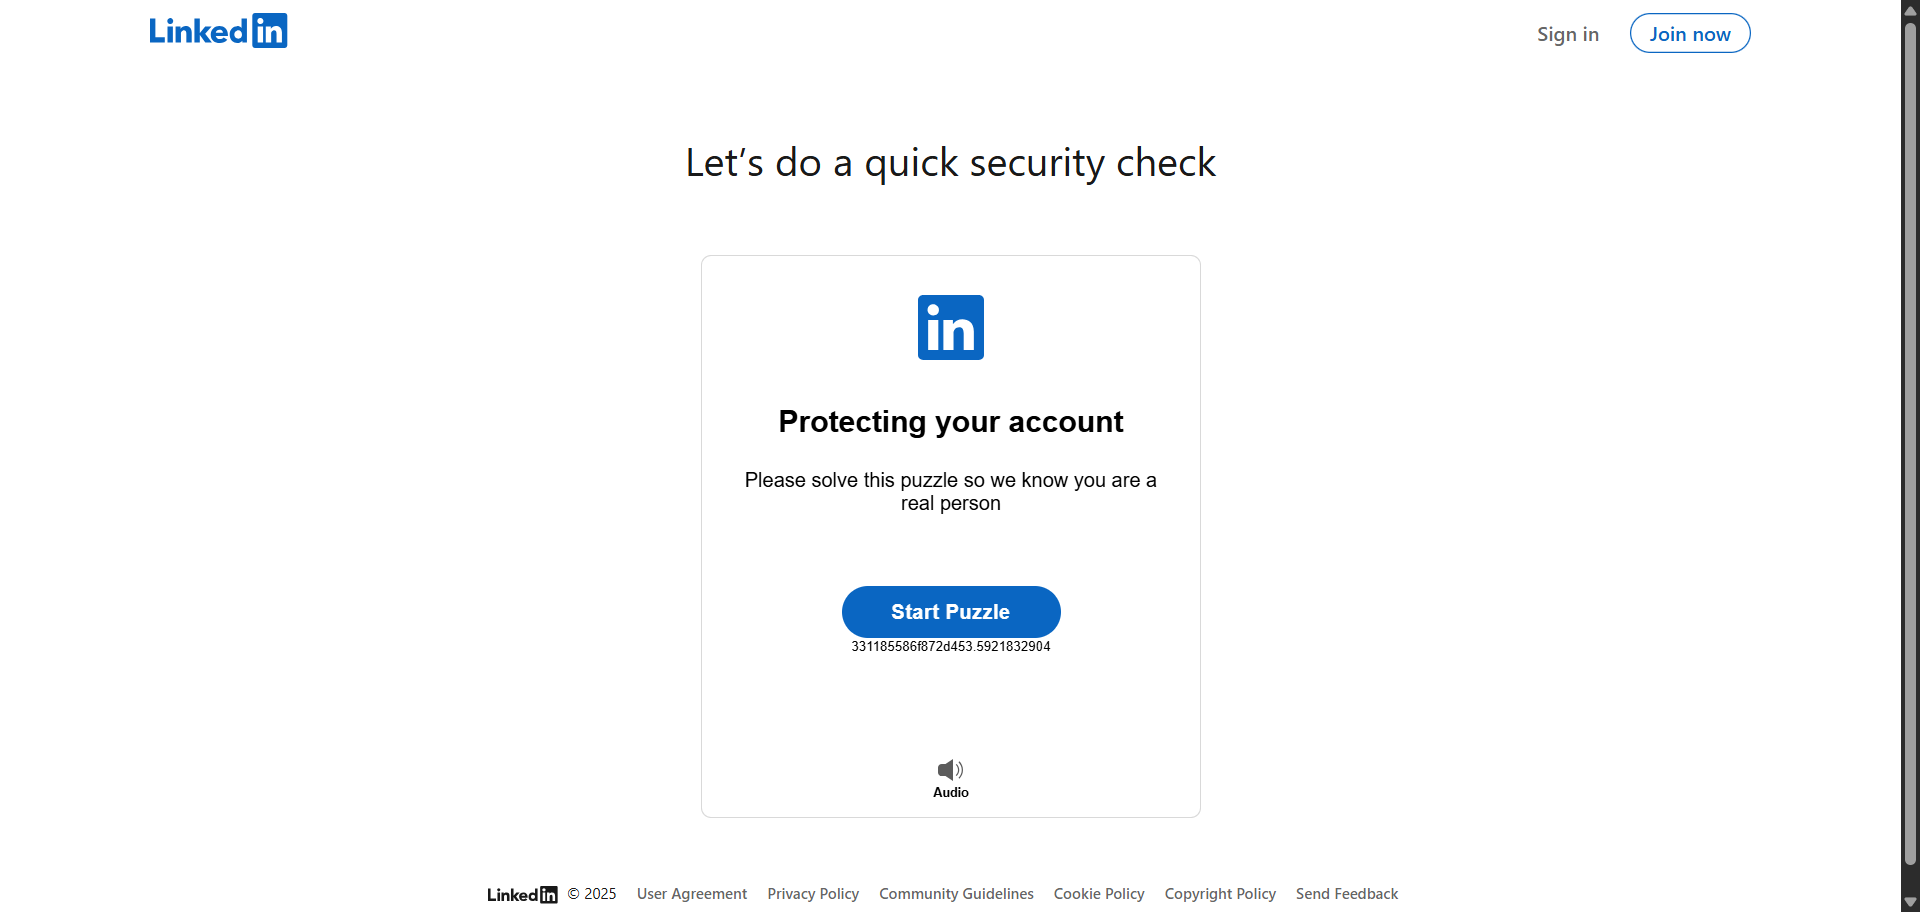 Linked in
Sign in
Join now
Let’s do a quick security check
in
Protecting your account
Please solve this puzzle so we know you are a
real person
Start Puzzle
331185586f872d453.5921832904
Audio
Linked in © 2025 User Agreement Privacy Policy Community Guidelines Cookie Policy Copyright Policy Send Feedback